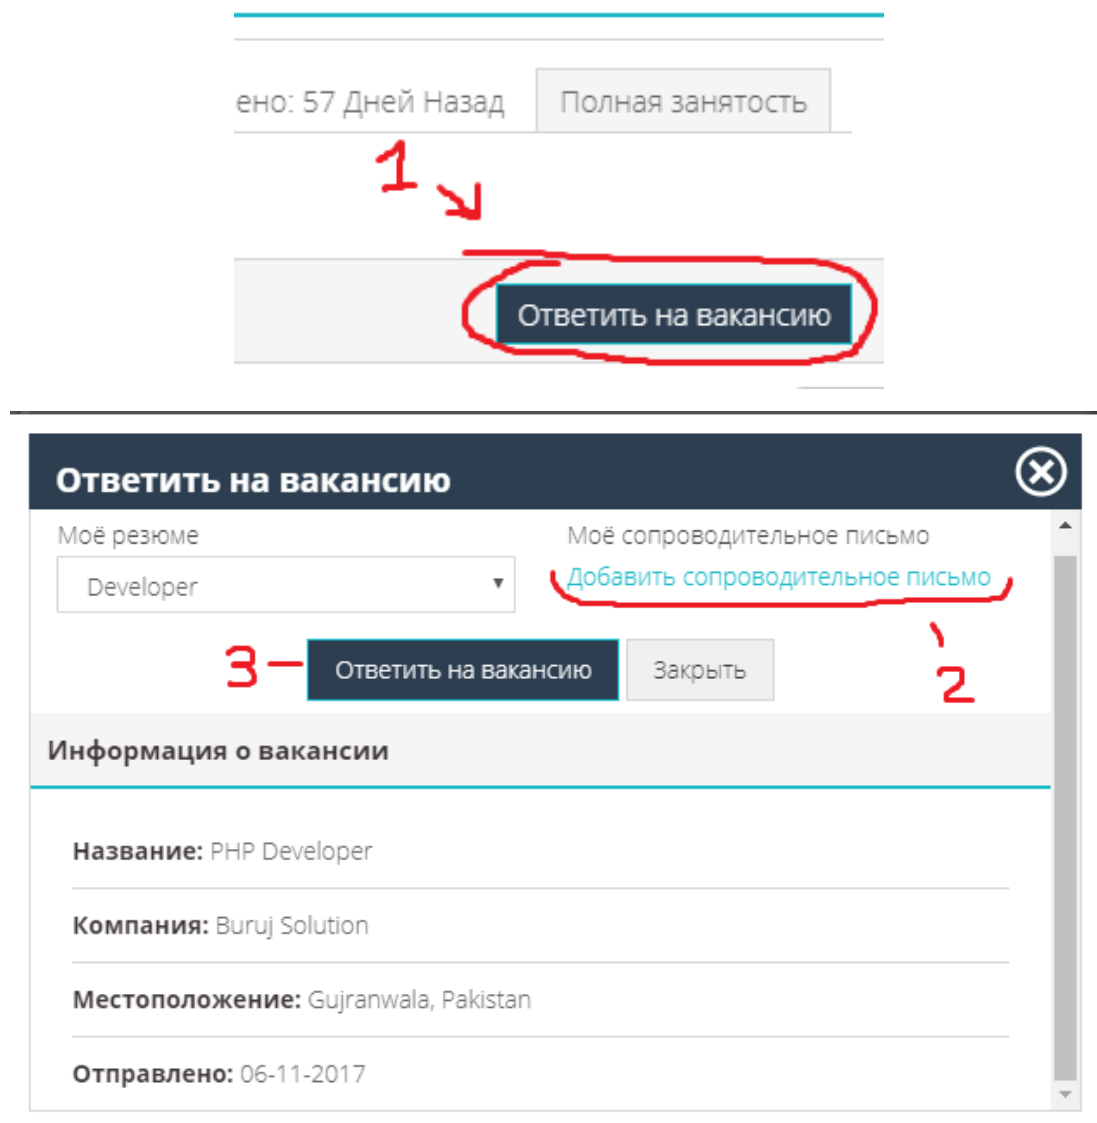 ено: 57 Дней Назад Полная занятость
1
Ответить на вакансию
Ответить на вакансию
Моё резюме Моё сопроводительное письмо
Developer Добавить сопроводительное письмо
3 Ответить на вакансию Закрыть 2
Информация о вакансии
Название: PHP Developer
Компания: Buruj Solution
Местоположение: Gujranwala, Pakistan
Отправлено: 06-11-2017